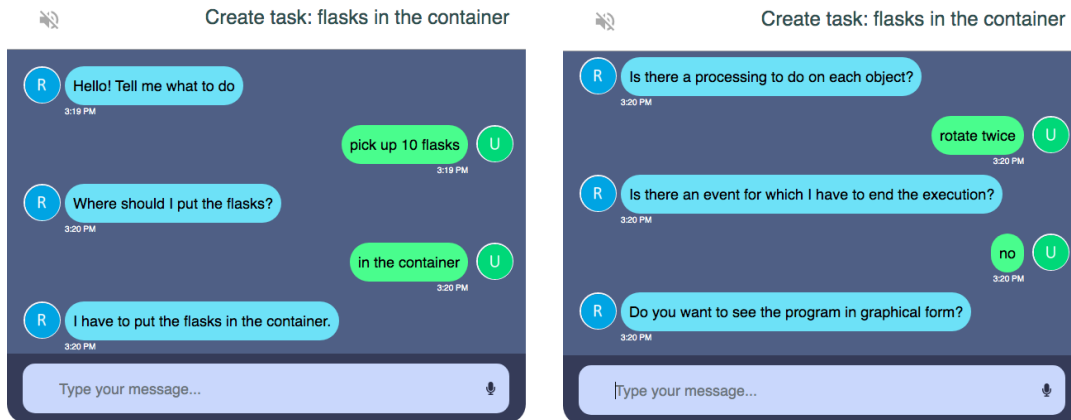 Create task: flasks in the container
R
Hello! Tell me what to do
3:19 PM
pick up 10 flasks
U
3:19 PM
R
Where should I put the flasks?
3:20 PM
in the container
U
3:20 PM
R
I have to put the flasks in the container.
3:20 PM
Type your message...
Create task: flasks in the container
R
Is there a processing to do on each object?
3:20 PM
rotate twice
U
3:20 PM
R
Is there an event for which I have to end the execution?
3:20 PM
no
U
3:20 PM
R
Do you want to see the program in graphical form?
3:20 PM
Type your message...